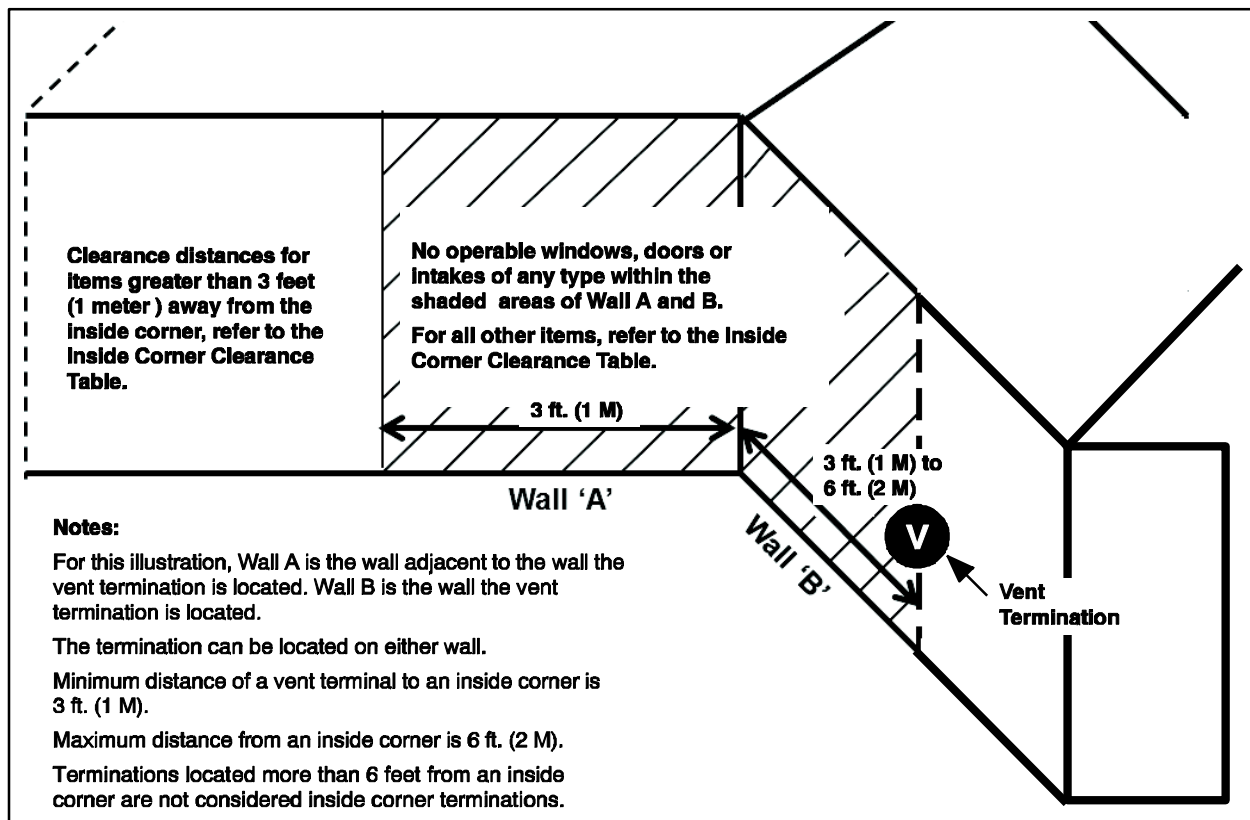 Clearance distances for
items greater than 3 feet
(1 meter ) away from the
inside corner, refer to the
Inside Corner Clearance
Table.
No operable windows, doors or
intakes of any type within the
shaded areas of Wall A and B.
For all other items, refer to the Inside
Corner Clearance Table.
3 ft. (1 M)
3 ft. (1 M) to
6 ft. (2 M)
Wall ‘A’
Wall ‘B’
V
Vent
Termination
Notes:
For this illustration, Wall A is the wall adjacent to the wall the
vent termination is located. Wall B is the wall the vent
termination is located.
The termination can be located on either wall.
Minimum distance of a vent terminal to an inside corner is
3 ft. (1 M).
Maximum distance from an inside corner is 6 ft. (2 M).
Terminations located more than 6 feet from an inside
corner are not considered inside corner terminations.